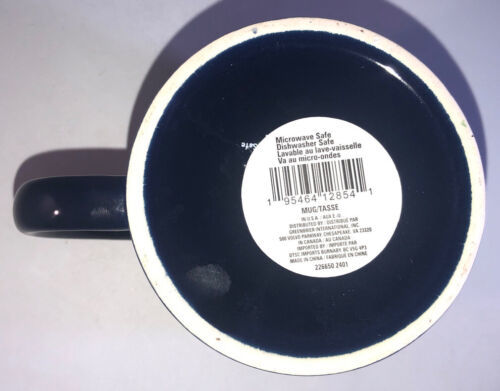 Microwave Safe
Dishwasher Safe
Lavable au lave-vaisselle
Va au micro-ondes
1 95464 12854 1
MUG/TASSE
IN U.S.A. : AUX É.-U.
DISTRIBUTED BY : DISTRIBUÉ PAR
GREENBRIER INTERNATIONAL, INC.
500 VOLVO PARKWAY, CHESAPEAKE, VA 23320
IN CANADA : AU CANADA
IMPORTED BY : IMPORTÉ PAR
DTSC IMPORTS BURNABY, BC V5G VP3
MADE IN CHINA / FABRIQUÉ EN CHINE
226650 2401